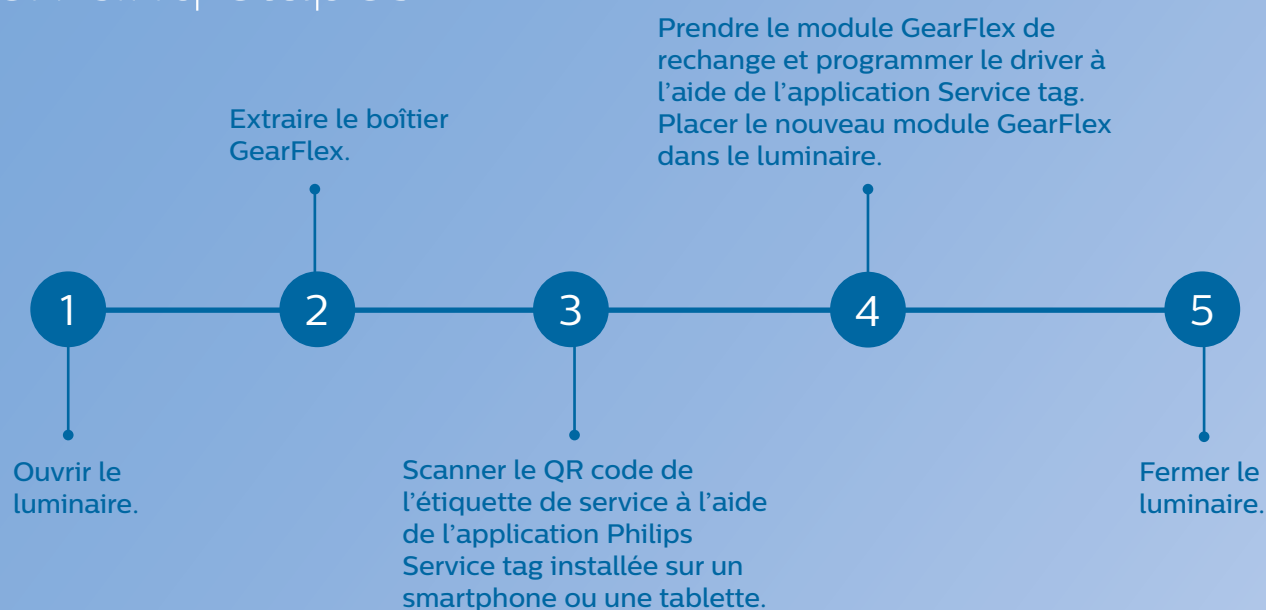 1
Ouvrir le
luminaire.
2
Extraire le boîtier
GearFlex.
3
Scanner le QR code de
l’étiquette de service à l’aide
de l’application Philips
Service tag installée sur un
smartphone ou une tablette.
4
Prendre le module GearFlex de
rechange et programmer le driver à
l’aide de l’application Service tag.
Placer le nouveau module GearFlex
dans le luminaire.
5
Fermer le
luminaire.